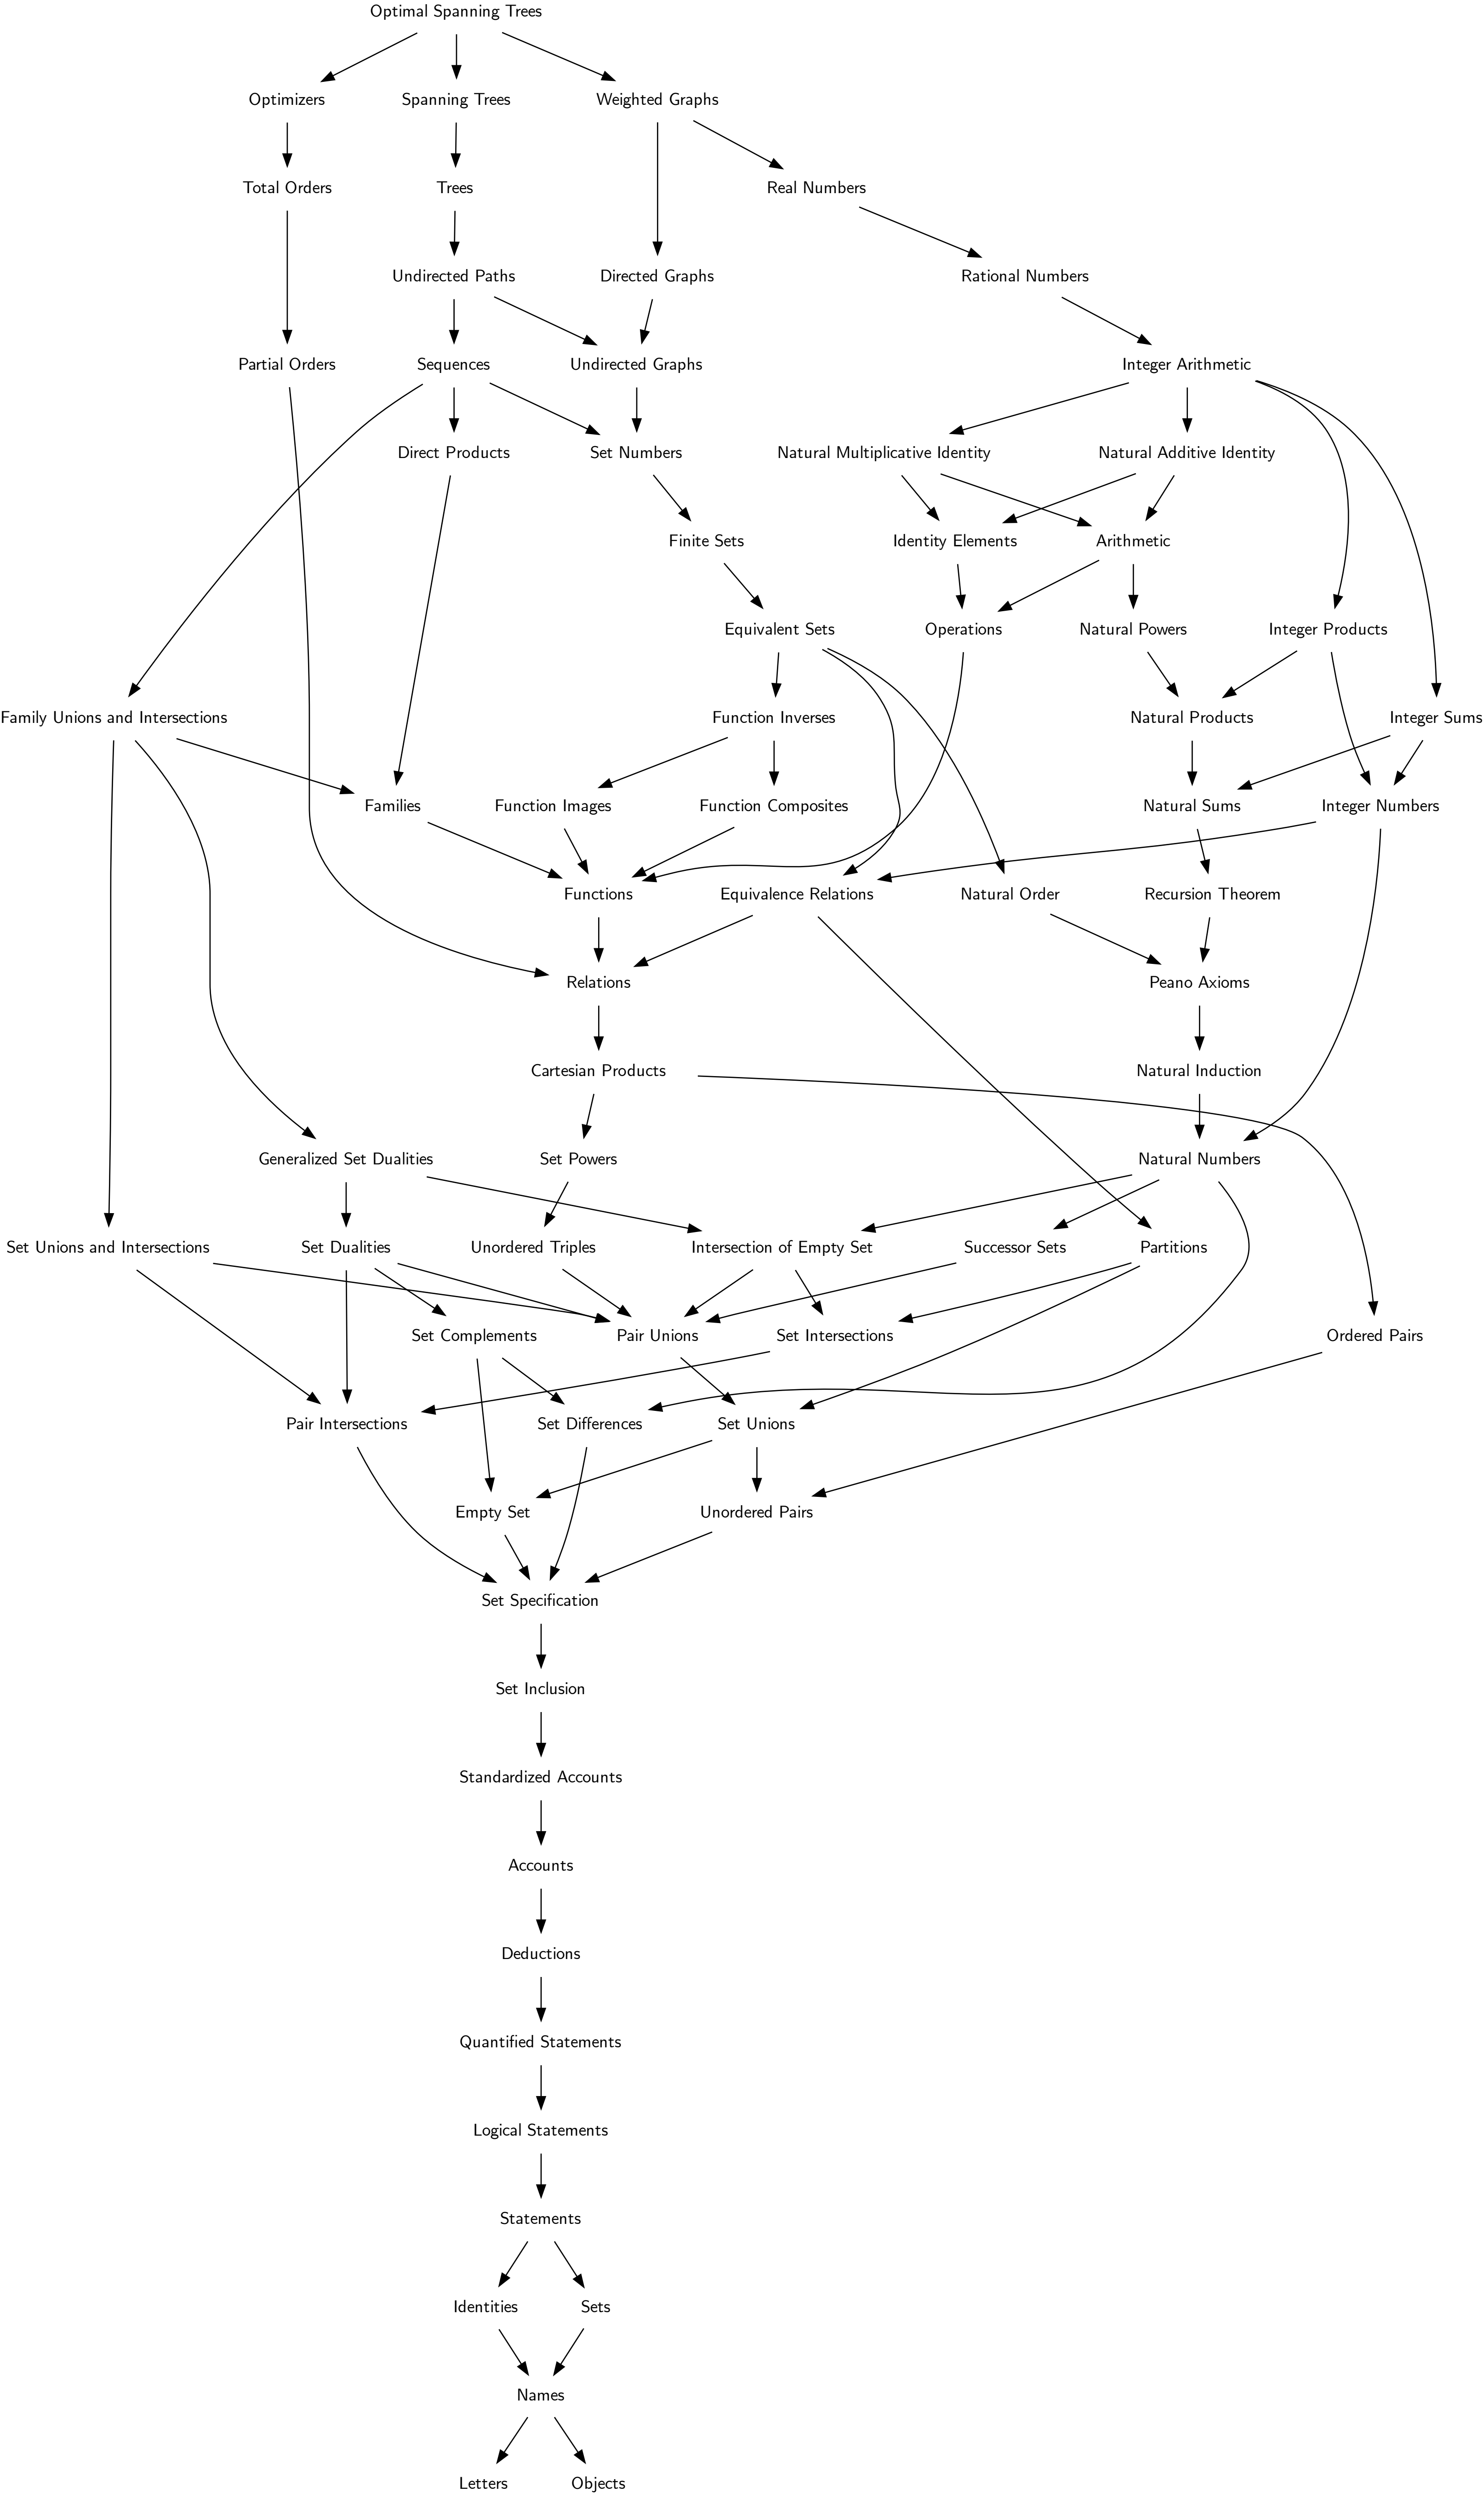 Optimal Spanning Trees
Optimizers
Spanning Trees
Weighted Graphs
Total Orders
Trees
Real Numbers
Undirected Paths
Directed Graphs
Rational Numbers
Partial Orders
Sequences
Undirected Graphs
Integer Arithmetic
Direct Products
Set Numbers
Natural Multiplicative Identity
Natural Additive Identity
Finite Sets
Identity Elements
Arithmetic
Equivalent Sets
Operations
Natural Powers
Integer Products
Family Unions and Intersections
Function Inverses
Natural Products
Integer Sums
Families
Function Images
Function Composites
Natural Sums
Integer Numbers
Functions
Equivalence Relations
Natural Order
Recursion Theorem
Relations
Peano Axioms
Cartesian Products
Natural Induction
Generalized Set Dualities
Set Powers
Natural Numbers
Set Unions and Intersections
Set Dualities
Unordered Triples
Intersection of Empty Set
Successor Sets
Partitions
Set Complements
Pair Unions
Set Intersections
Ordered Pairs
Pair Intersections
Set Differences
Set Unions
Empty Set
Unordered Pairs
Set Specification
Set Inclusion
Standardized Accounts
Accounts
Deductions
Quantified Statements
Logical Statements
Statements
Identities
Sets
Names
Letters
Objects